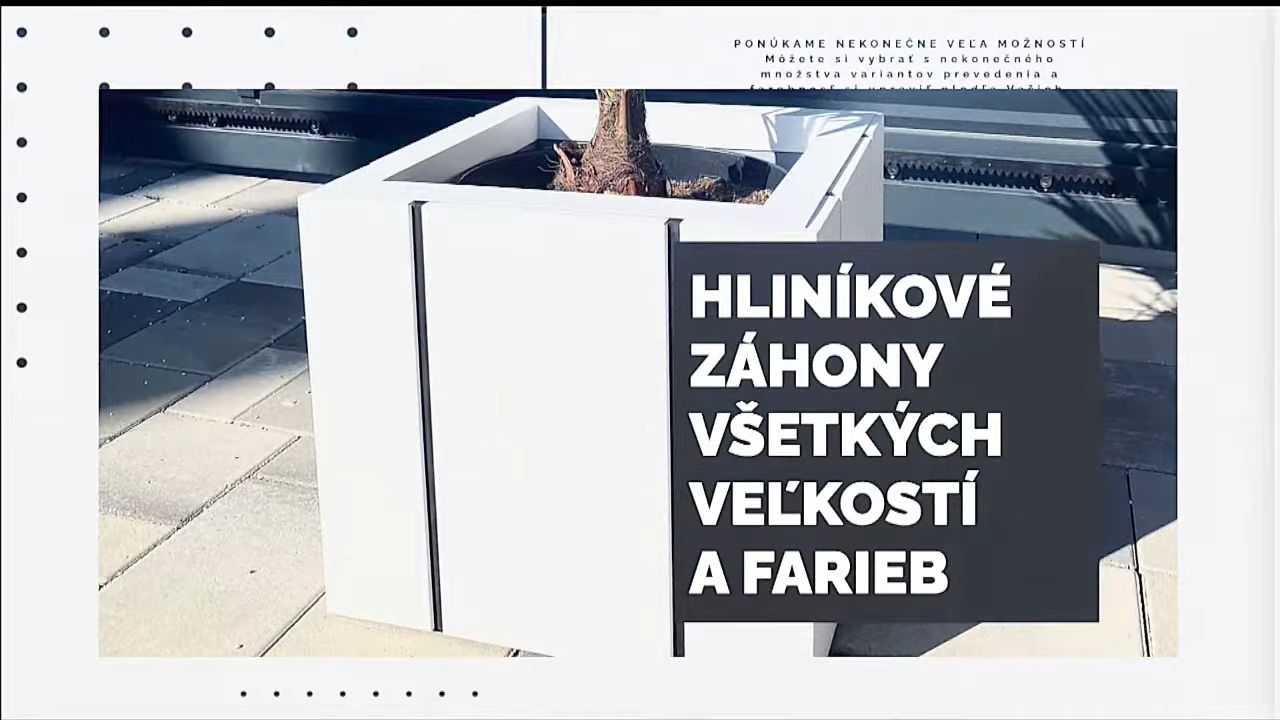 PONÚKAME NEKONEČNE VEĽA MOŽNOSTÍ
Môžete si vybrať s nekonečného
množstva variantov prevedenia a
HLINÍKOVÉ
ZÁHONY
VŠETKÝCH
VEĽKOSTÍ
A FARIEB